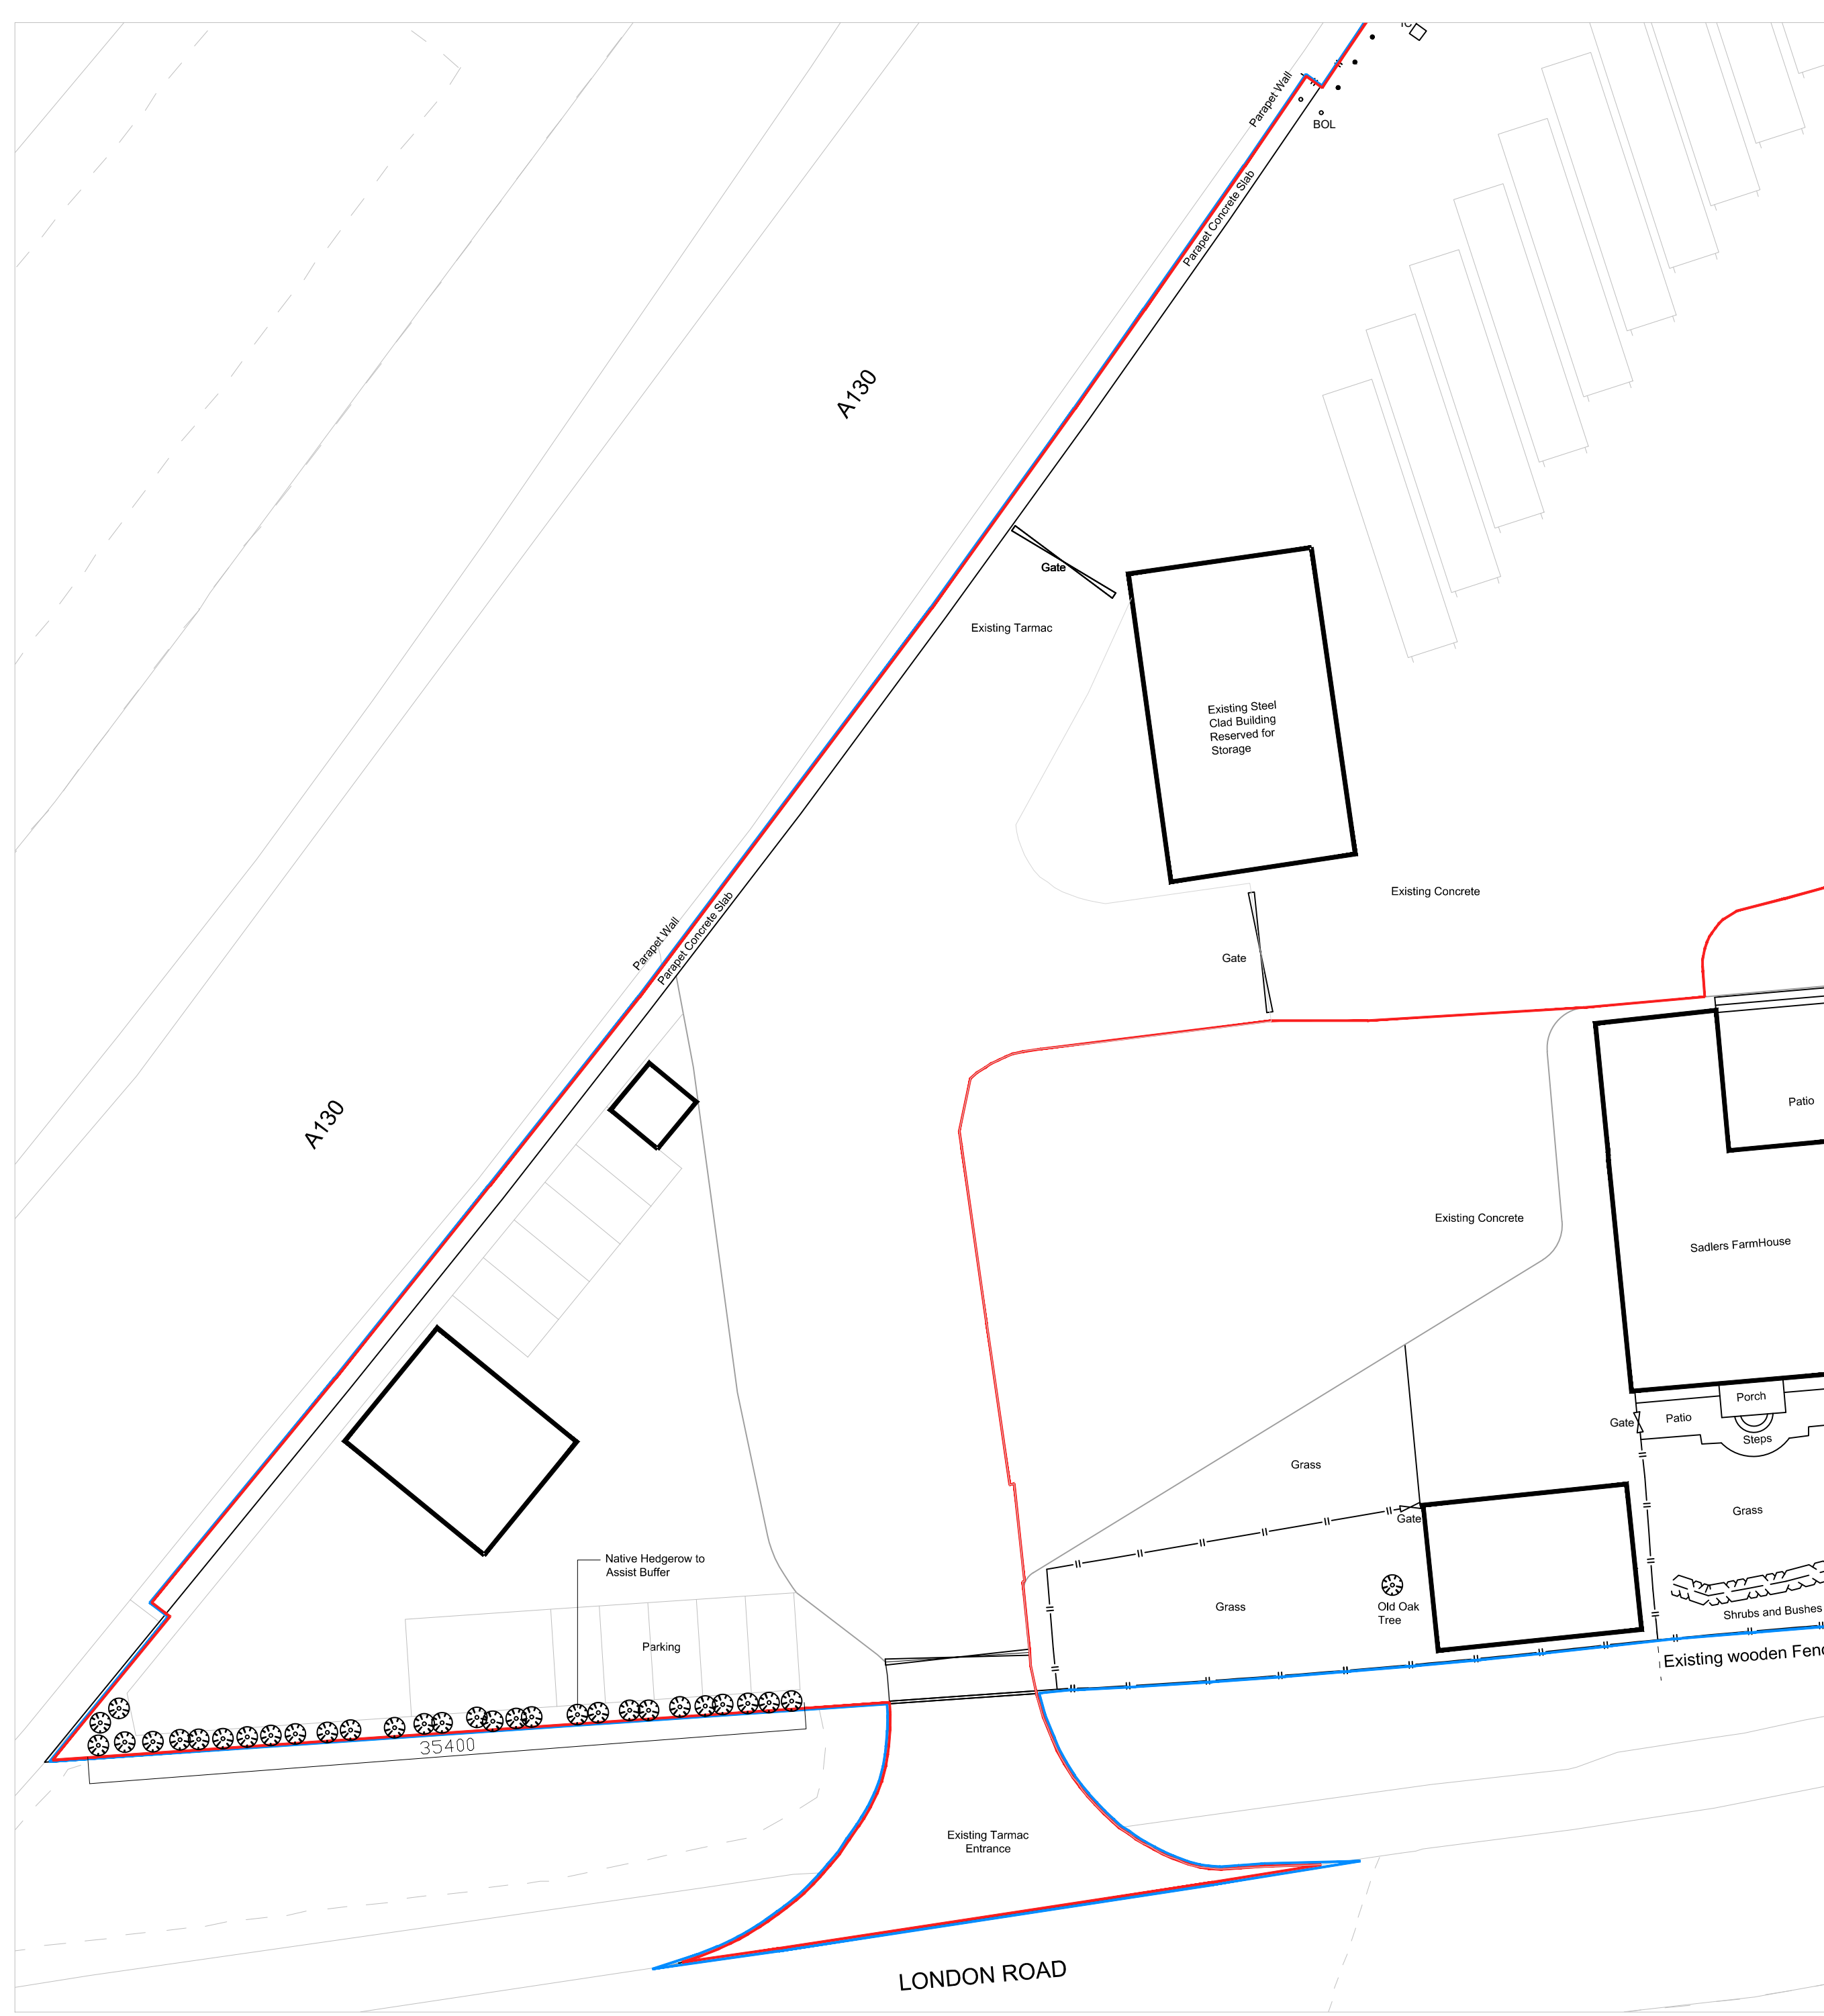 Parapet Wall
BOL
Parapet Concrete Slab
A130
Gate
Existing Tarmac
Existing Steel
Clad Building
Reserved for
Storage
Existing Concrete
Parapet Wall
Parapet Concrete Slab
Gate
A130
Patio
Existing Concrete
Sadlers FarmHouse
Porch
Gate
Patio
Steps
Grass
Gate
Grass
Native Hedgerow to
Assist Buffer
Old Oak
Tree
Grass
Shrubs and Bushes
Parking
Existing wooden Fenc
35400
Existing Tarmac
Entrance
LONDON ROAD